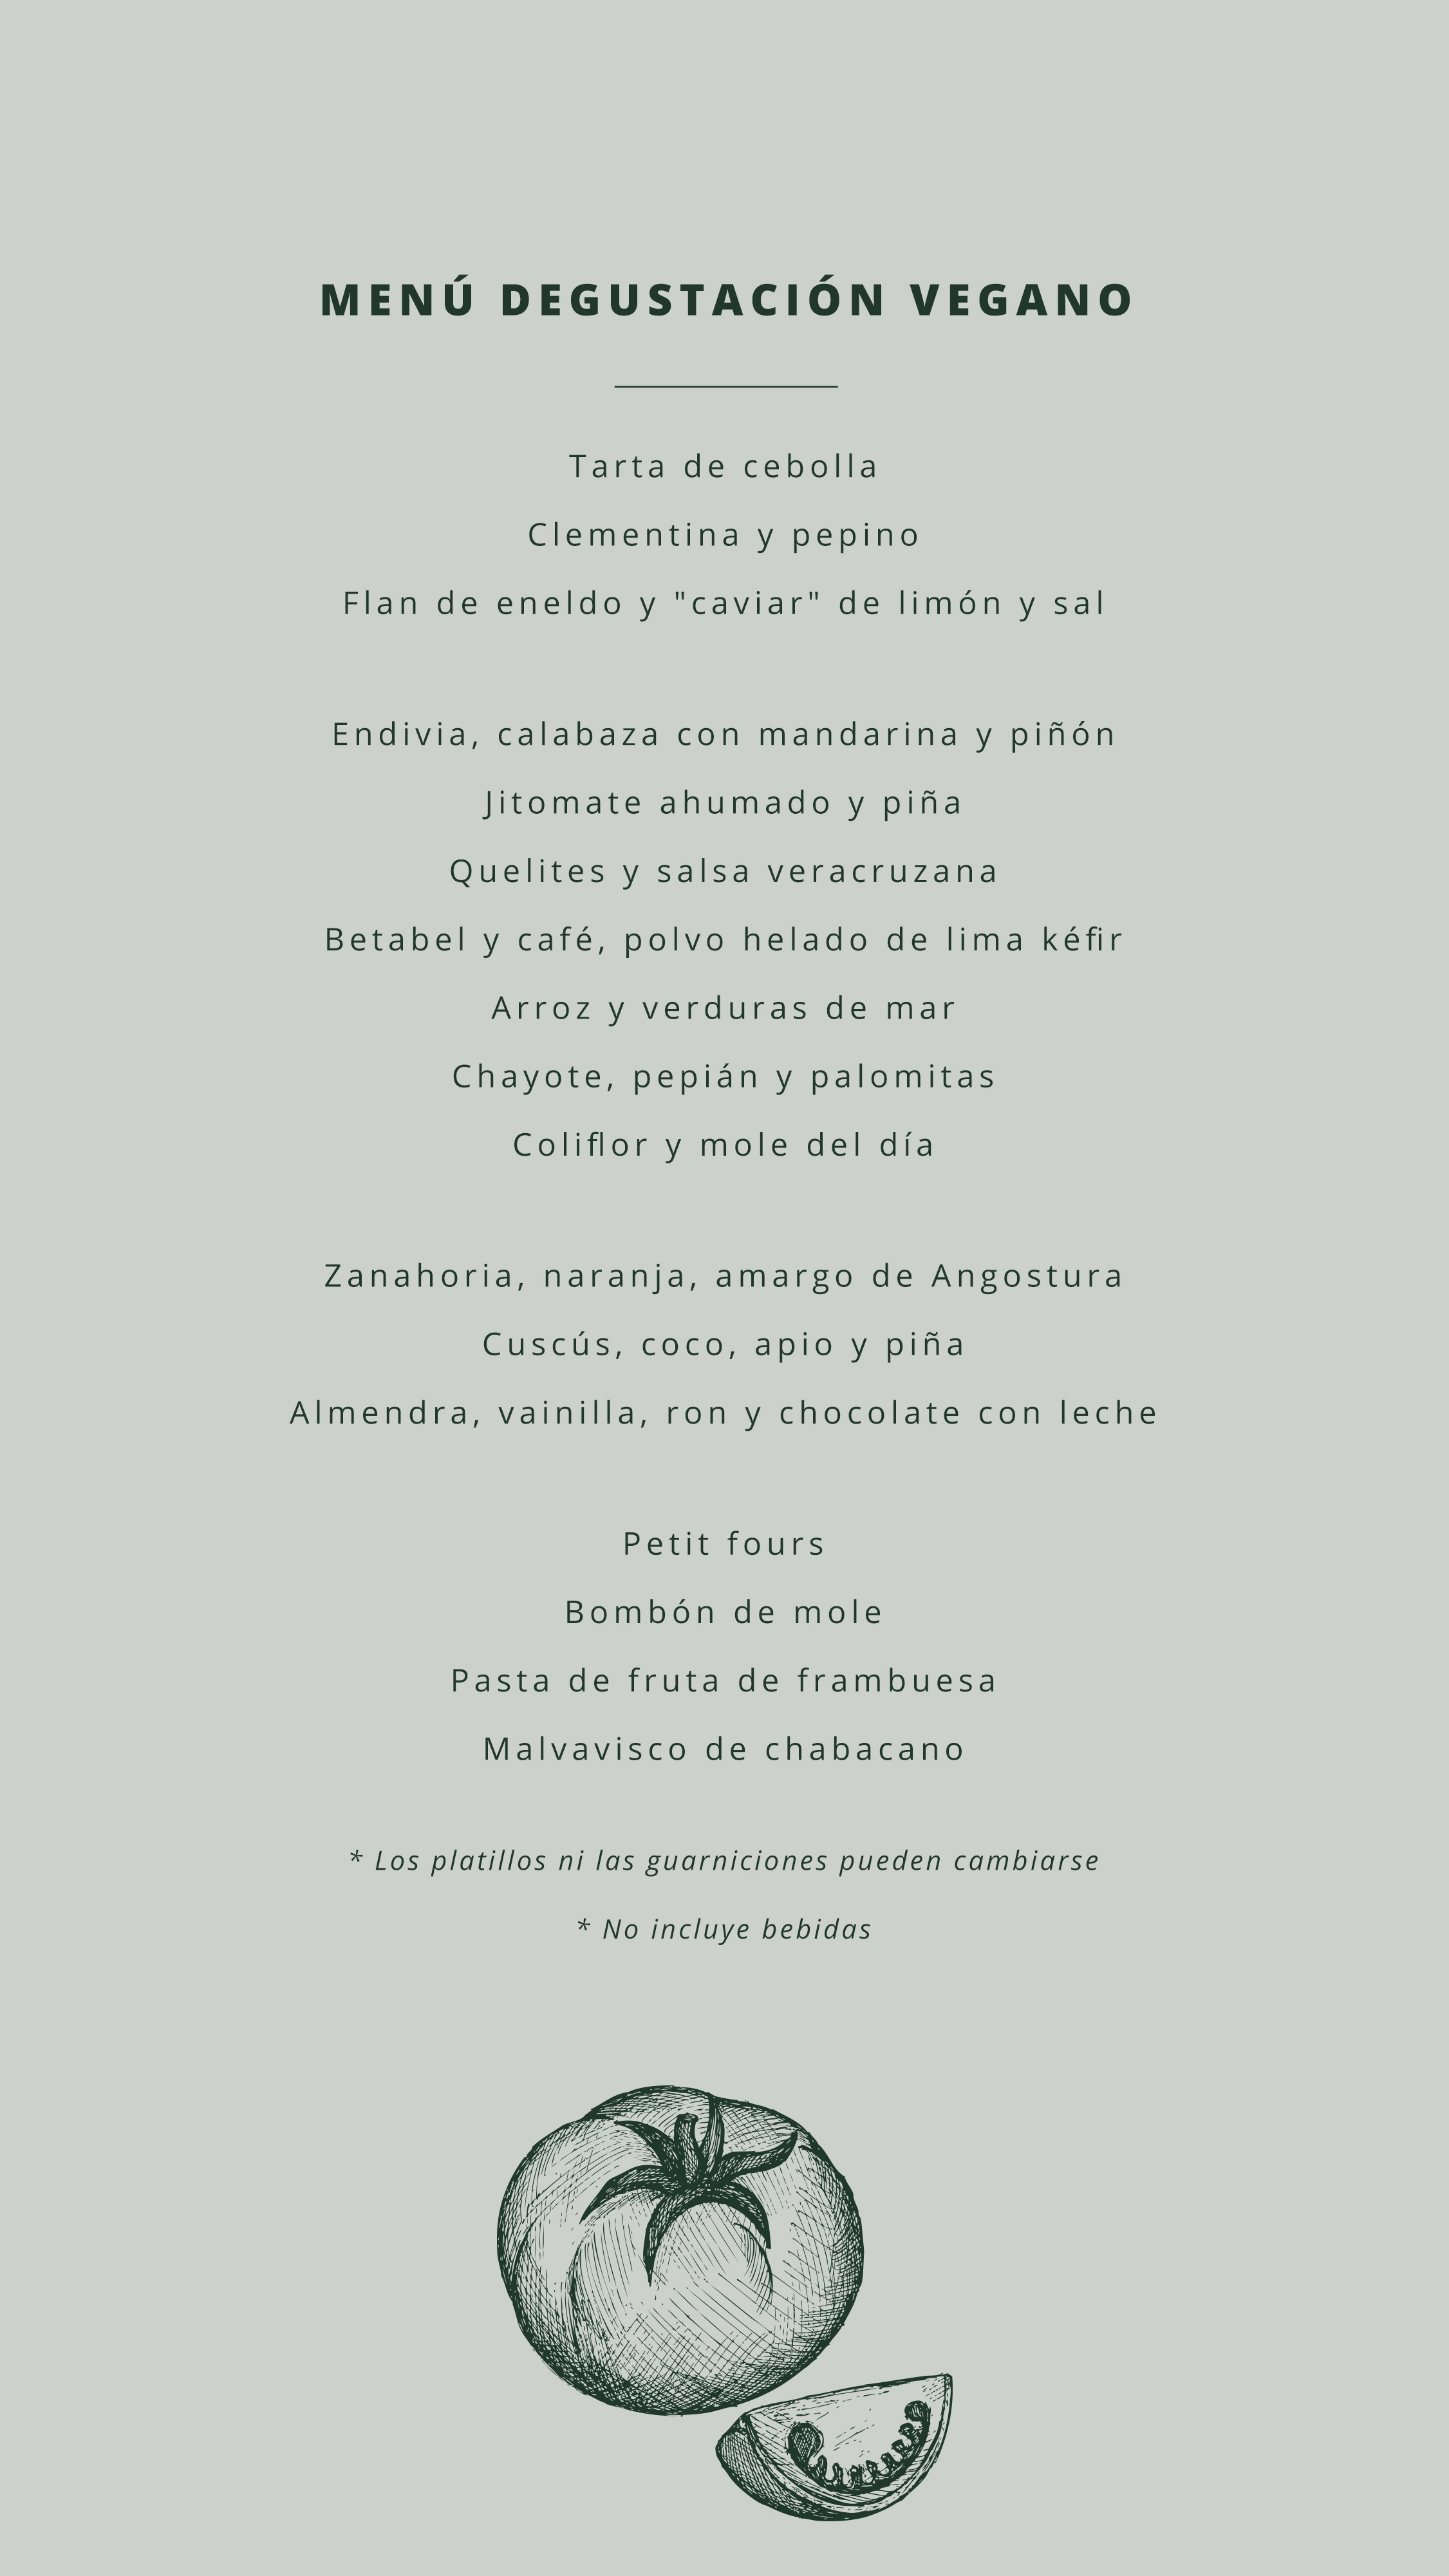 MENÚ DEGUSTACIÓN VEGANO
Tarta de cebolla
Clementina y pepino
Flan de eneldo y "caviar" de limón y sal
Endivia, calabaza con mandarina y piñón
Jitomate ahumado y piña
Quelites y salsa veracruzana
Betabel y café, polvo helado de lima kéfir
Arroz y verduras de mar
Chayote, pepián y palomitas
Coliflor y mole del día
Zanahoria, naranja, amargo de Angostura
Cuscús, coco, apio y piña
Almendra, vainilla, ron y chocolate con leche
Petit fours
Bombón de mole
Pasta de fruta de frambuesa
Malvavisco de chabacano
* Los platillos ni las guarniciones pueden cambiarse
* No incluye bebidas